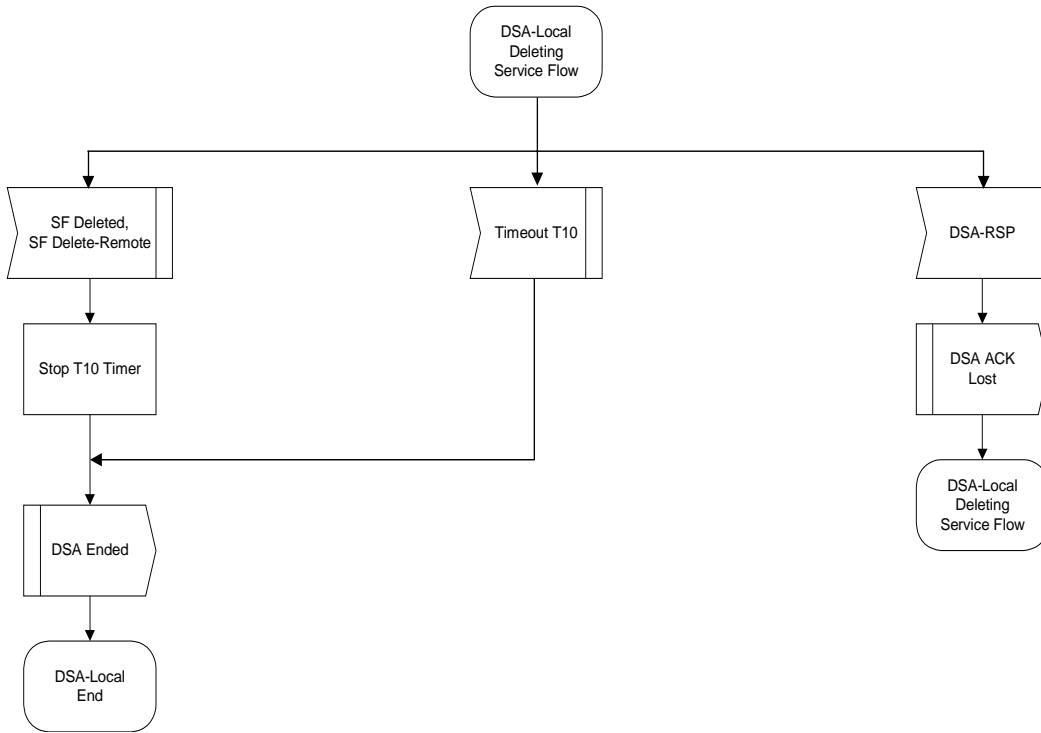 DSA-Local
Deleting
Service Flow
SF Deleted,
SF Delete-Remote
Timeout T10
DSA-RSP
Stop T10 Timer
DSA ACK
Lost
DSA-Local
Deleting
Service Flow
DSA Ended
DSA-Local
End